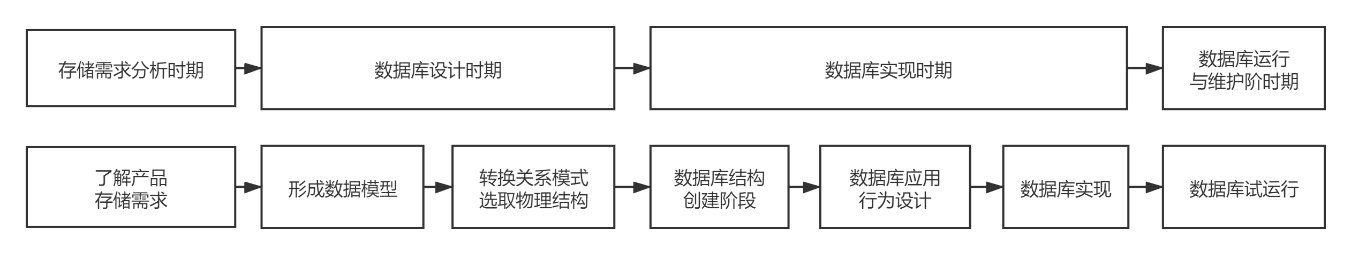 存储需求分析时期
数据库设计时期
数据库实现时期
数据库运行
与维护阶时期
了解产品
存储需求
形成数据模型
转换关系模式
选取物理结构
数据库结构
创建阶段
数据库应用
行为设计
数据库实现
数据库试运行